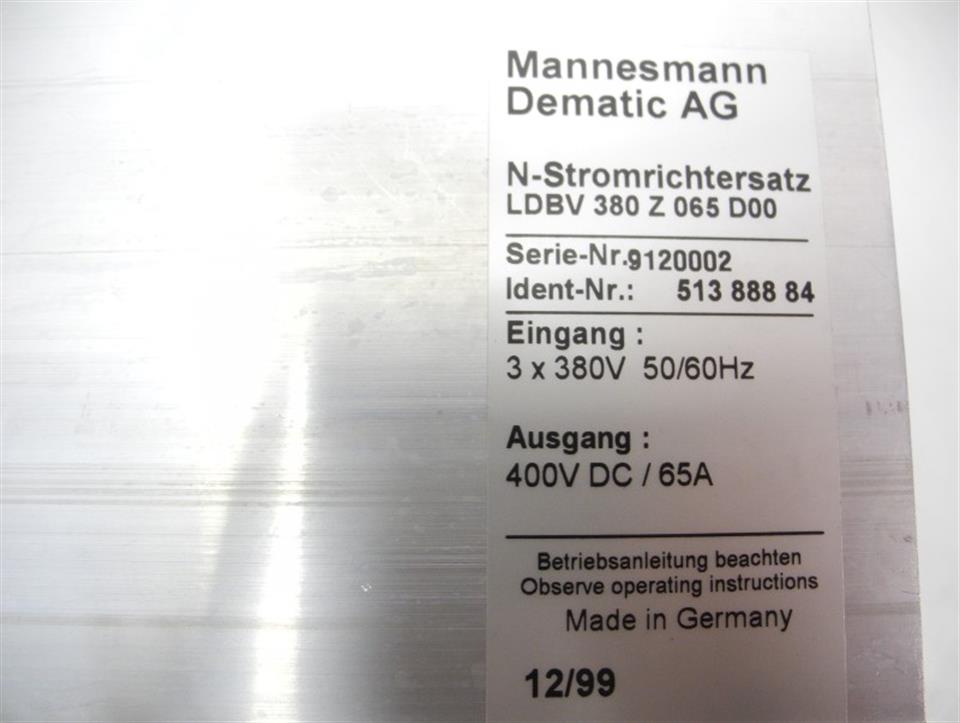 Mannesmann
Dematic AG
N-Stromrichtersatz
LDBV 380 Z 065 D00
Serie-Nr.:9120002
Ident-Nr.: 513 888 84
Eingang :
3 x 380V 50/60Hz
Ausgang :
400V DC / 65A
Betriebsanleitung beachten
Observe operating instructions
Made in Germany
12/99